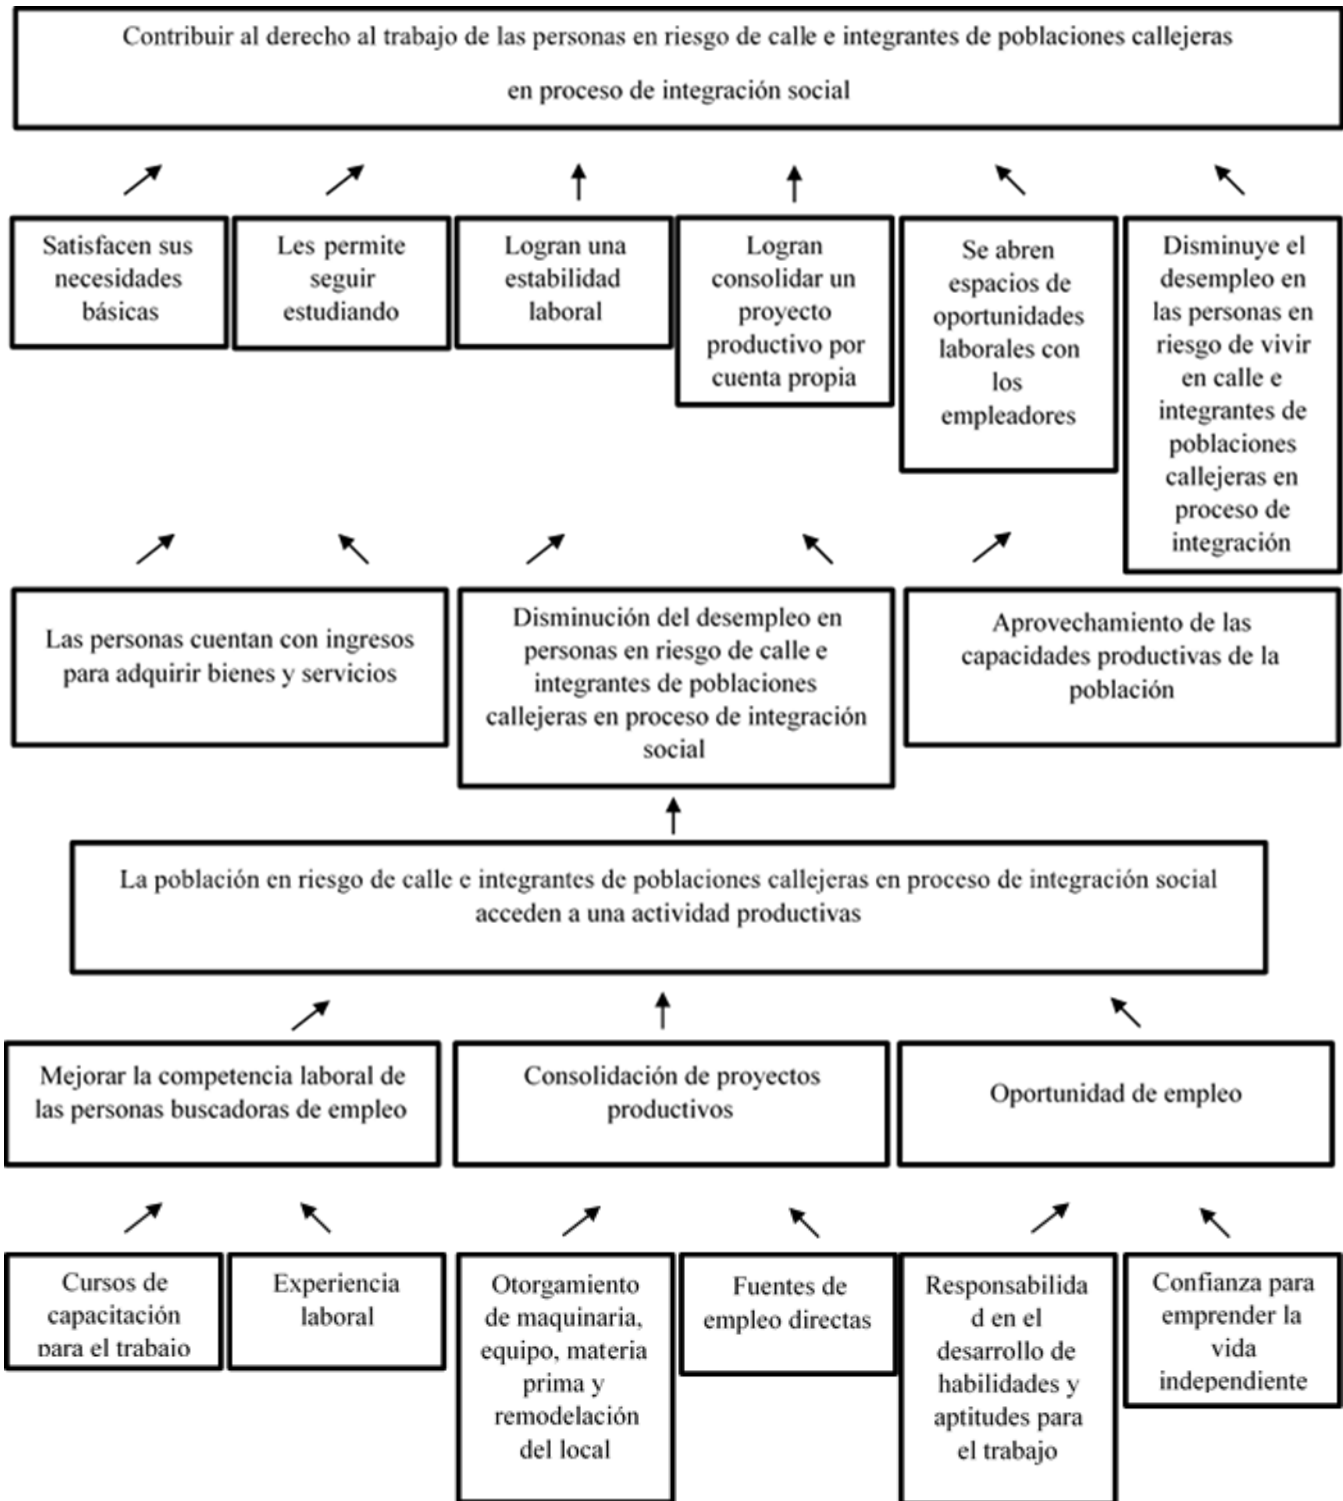 Contribuir al derecho al trabajo de las personas en riesgo de calle e integrantes de poblaciones callejeras
en proceso de integración social
Satisfacen sus
necesidades
básicas
Les permite
seguir
estudiando
Logran una
estabilidad
laboral
Logran
consolidar un
proyecto
productivo por
cuenta propia
Se abren
espacios de
oportunidades
laborales con
los
empleadores
Disminuye el
desempleo en
las personas en
riesgo de vivir
en calle e
integrantes de
poblaciones
callejeras en
proceso de
integración
Las personas cuentan con ingresos
para adquirir bienes y servicios
Disminución del desempleo en
personas en riesgo de calle e
integrantes de poblaciones
callejeras en proceso de integración
social
Aprovechamiento de las
capacidades productivas de la
población
La población en riesgo de calle e integrantes de poblaciones callejeras en proceso de integración social
acceden a una actividad productivas
Mejorar la competencia laboral de
las personas buscadoras de empleo
Consolidación de proyectos
productivos
Oportunidad de empleo
Cursos de
capacitación
para el trabajo
Experiencia
laboral
Otorgamiento
de maquinaria,
equipo, materia
prima y
remodelación
del local
Fuentes de
empleo directas
Responsabilida
d en el
desarrollo de
habilidades y
aptitudes para
el trabajo
Confianza para
emprender la
vida
independiente